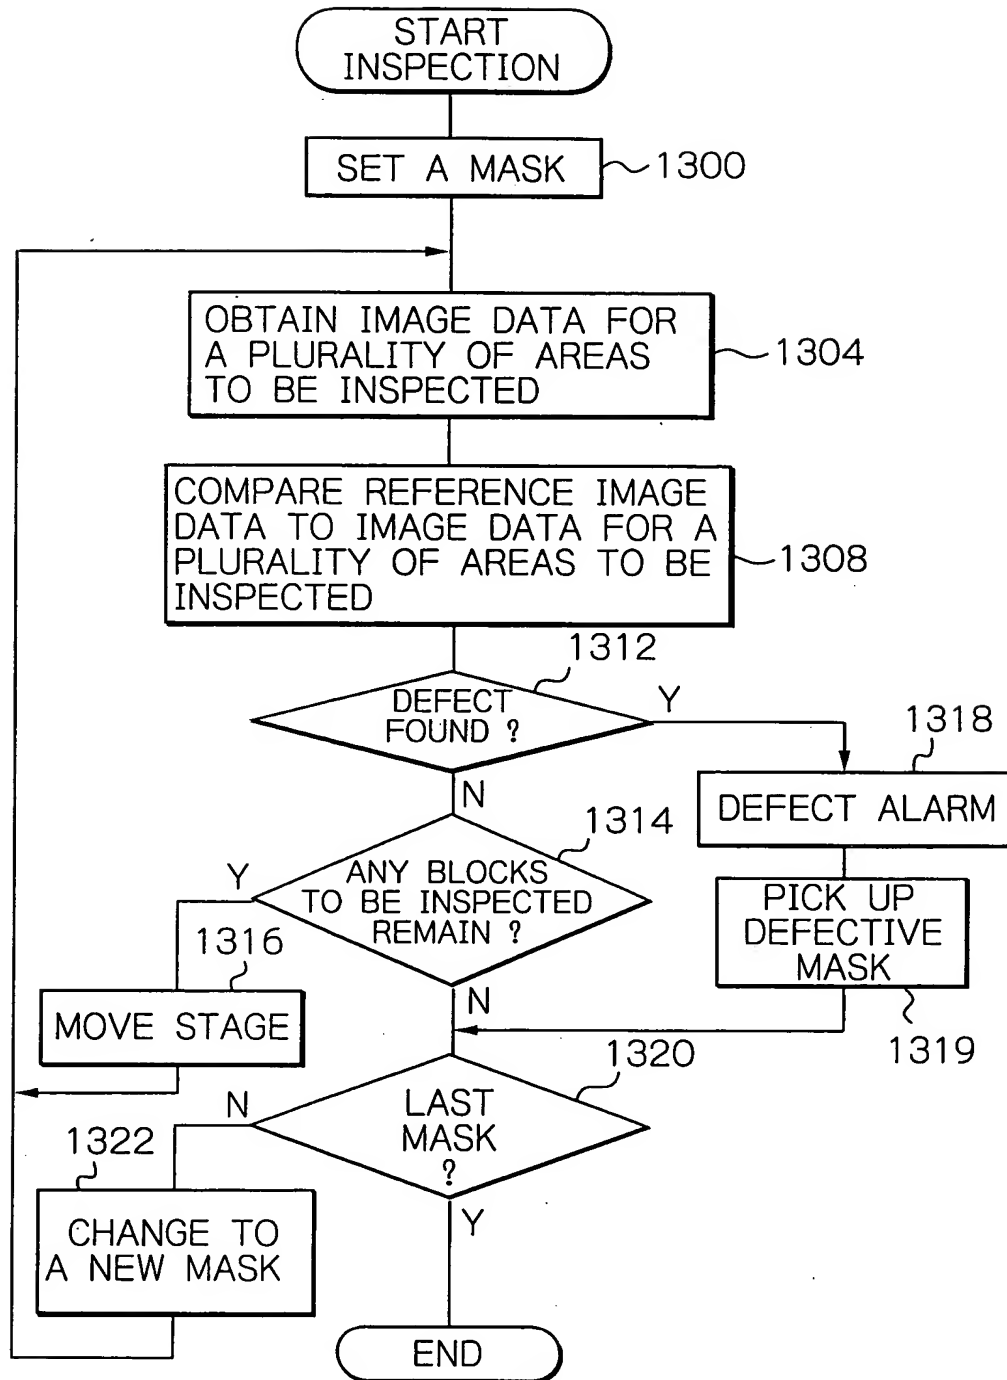 START
INSPECTION
SET A MASK
1300
OBTAIN IMAGE DATA FOR
A PLURALITY OF AREAS
TO BE INSPECTED
1304
COMPARE REFERENCE IMAGE
DATA TO IMAGE DATA FOR A
PLURALITY OF AREAS TO BE
INSPECTED
1308
1312
DEFECT
FOUND ?
Y
N
1318
DEFECT ALARM
1314
ANY BLOCKS
TO BE INSPECTED
REMAIN ?
Y
N
PICK UP
DEFECTIVE
MASK
1319
1316
MOVE STAGE
1320
LAST
MASK
?
N
Y
1322
CHANGE TO
A NEW MASK
END